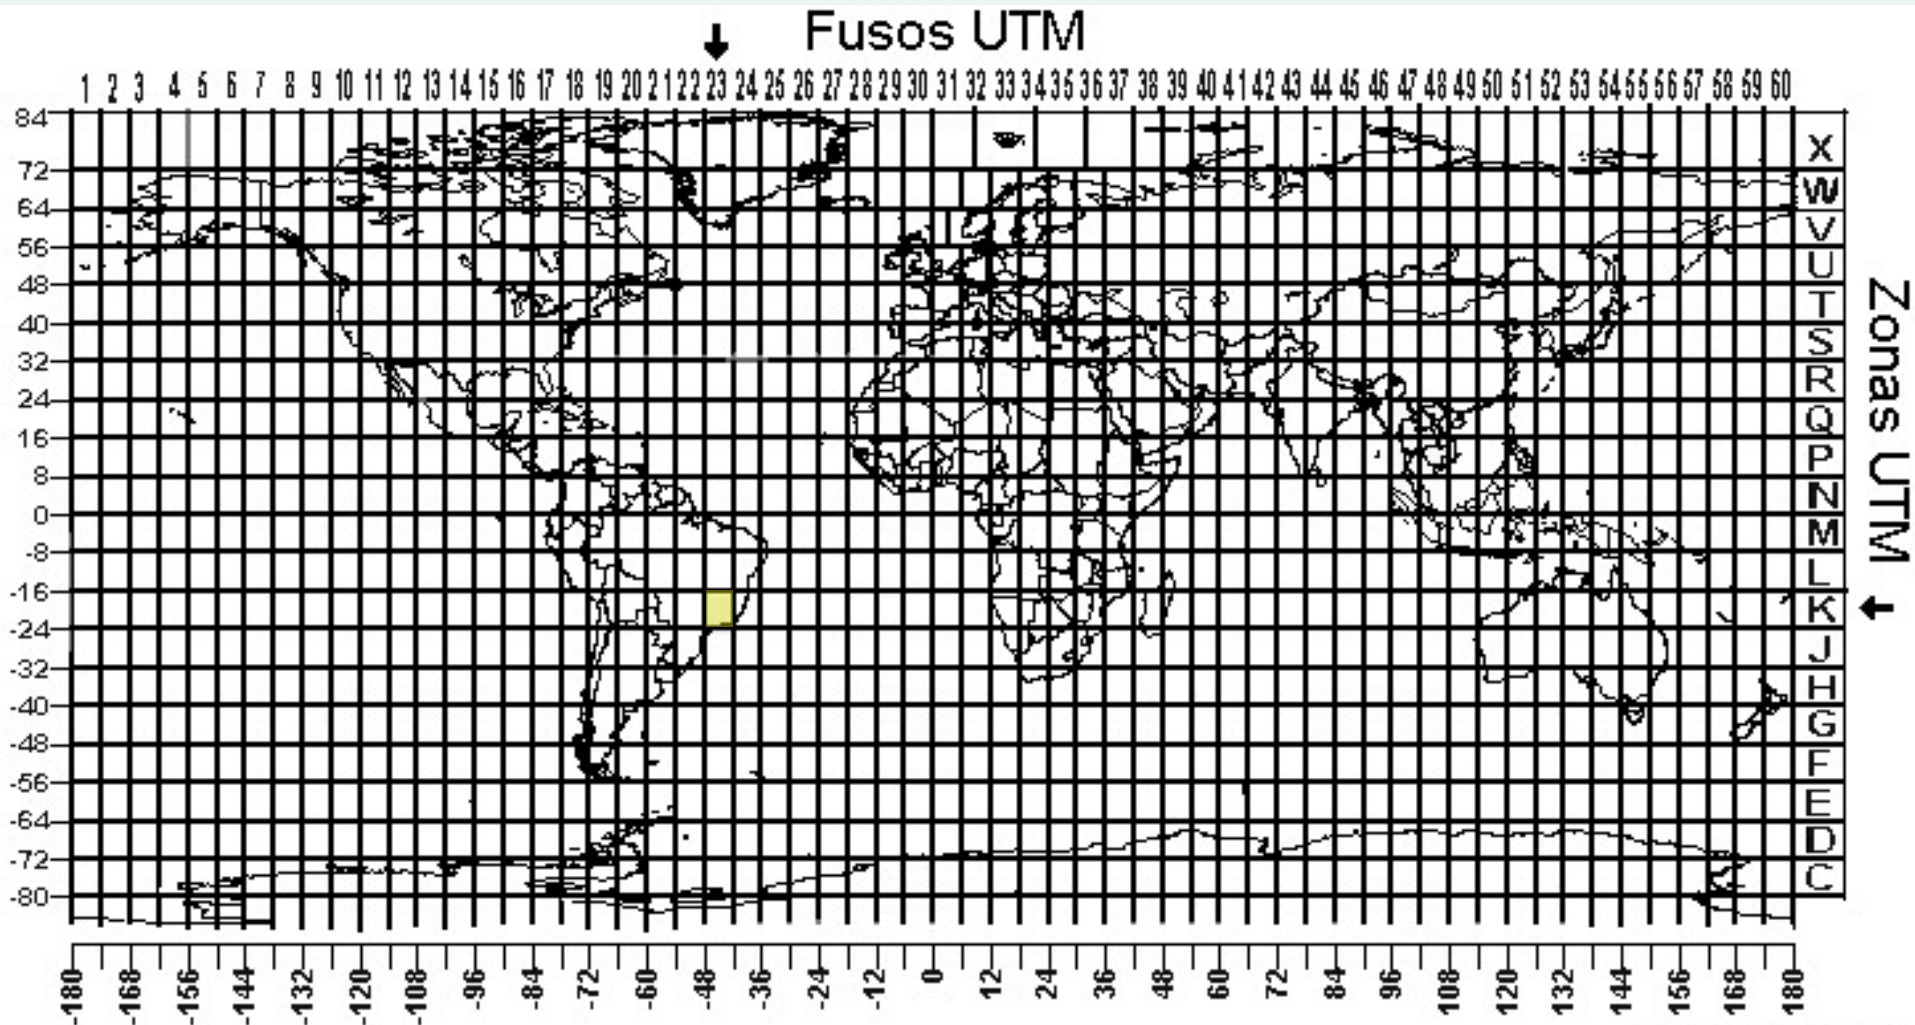 Fusos UTM
1 2 3 4 5 6 7 8 9 10 11 12 13 14 15 16 17 18 19 20 21 22 23 24 25 26 27 28 29 30 31 32 33 34 35 36 37 38 39 40 41 42 43 44 45 46 47 48 49 50 51 52 53 54 55 56 57 58 59 60
84
X
72
W
64
V
56
U
48
T
40
S
32
R
24
Q
16
P
8
N
0
M
-8
L
-16
K
-24
J
-32
H
-40
G
-48
F
-56
E
-64
D
-72
C
-80
Zonas UTM
-180 -168 -156 -144 -132 -120 -108 -96 -84 -72 -60 -48 -36 -24 -12 0 12 24 36 48 60 72 84 96 108 120 132 144 156 168 180